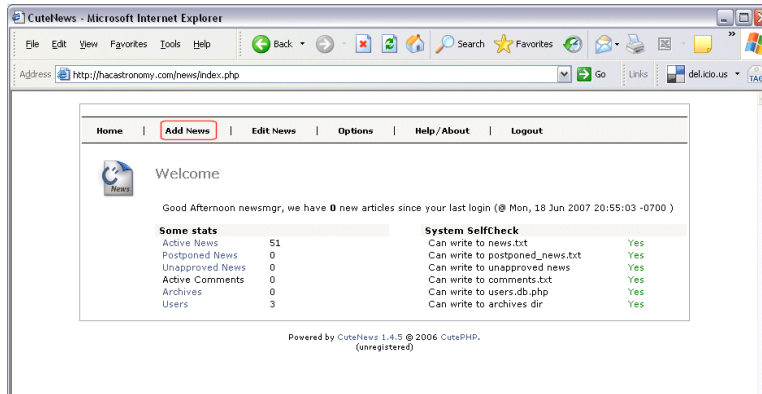 CuteNews - Microsoft Internet Explorer
File Edit View Favorites Tools Help Back Search Favorites »
Address http://hacastronomy.com/news/index.php Go Links del.icio.us TAG
Home | Add News | Edit News | Options | Help/About | Logout
News
Welcome
Good Afternoon newsmgr, we have 0 new articles since your last login (@ Mon, 18 Jun 2007 20:55:03 -0700 )
Some stats System SelfCheck
Active News 51 Can write to news.txt Yes
Postponed News 0 Can write to postponed_news.txt Yes
Unapproved News 0 Can write to unapproved news Yes
Active Comments 0 Can write to comments.txt Yes
Archives 0 Can write to users.db.php Yes
Users 3 Can write to archives dir Yes
Powered by CuteNews 1.4.5 © 2006 CutePHP.
(unregistered)